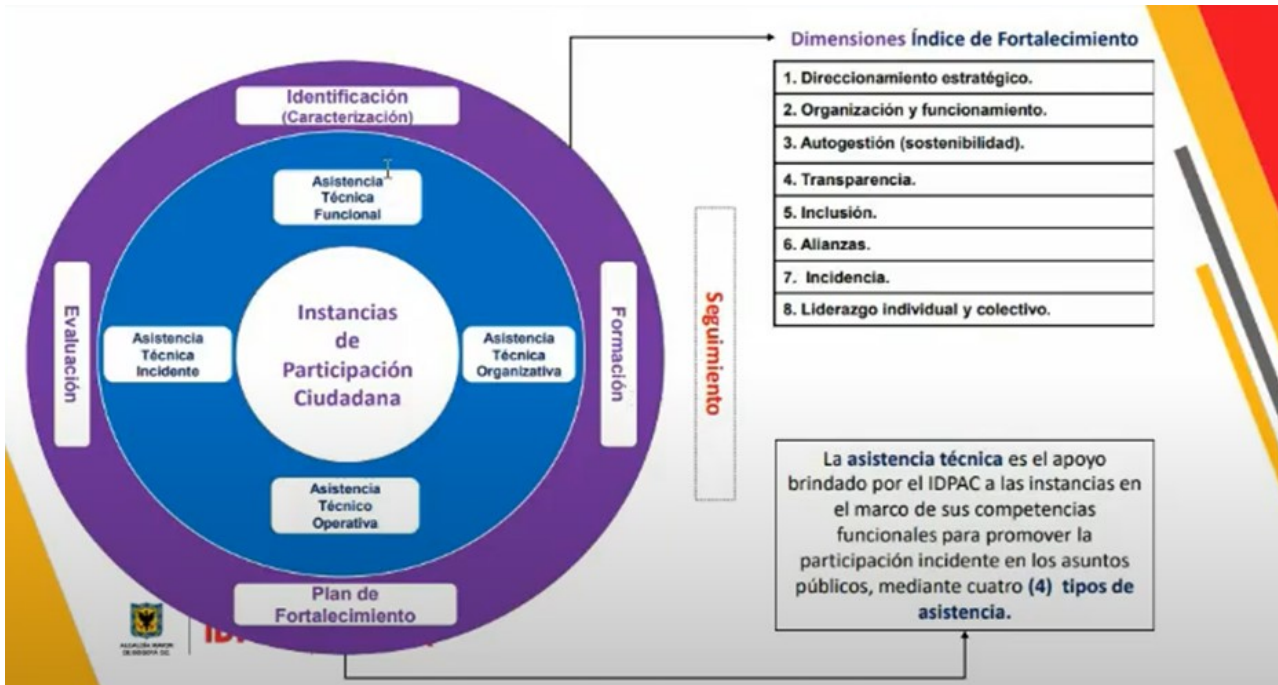 Identificación
(Caracterización)
Asistencia
Técnica
Funcional
Evaluación
Asistencia
Técnica
Incidente
Instancias
de
Participación
Ciudadana
Asistencia
Técnica
Organizativa
Formación
Asistencia
Técnico
Operativa
Plan de
Fortalecimiento
ALCALDÍA MAYOR
DE BOGOTÁ D.C.
Seguimiento
Dimensiones Índice de Fortalecimiento
1. Direccionamiento estratégico.
2. Organización y funcionamiento.
3. Autogestión (sostenibilidad).
4. Transparencia.
5. Inclusión.
6. Alianzas.
7. Incidencia.
8. Liderazgo individual y colectivo.
La asistencia técnica es el apoyo
brindado por el IDPAC a las instancias en
el marco de sus competencias
funcionales para promover la
participación incidente en los asuntos
públicos, mediante cuatro (4) tipos de
asistencia.